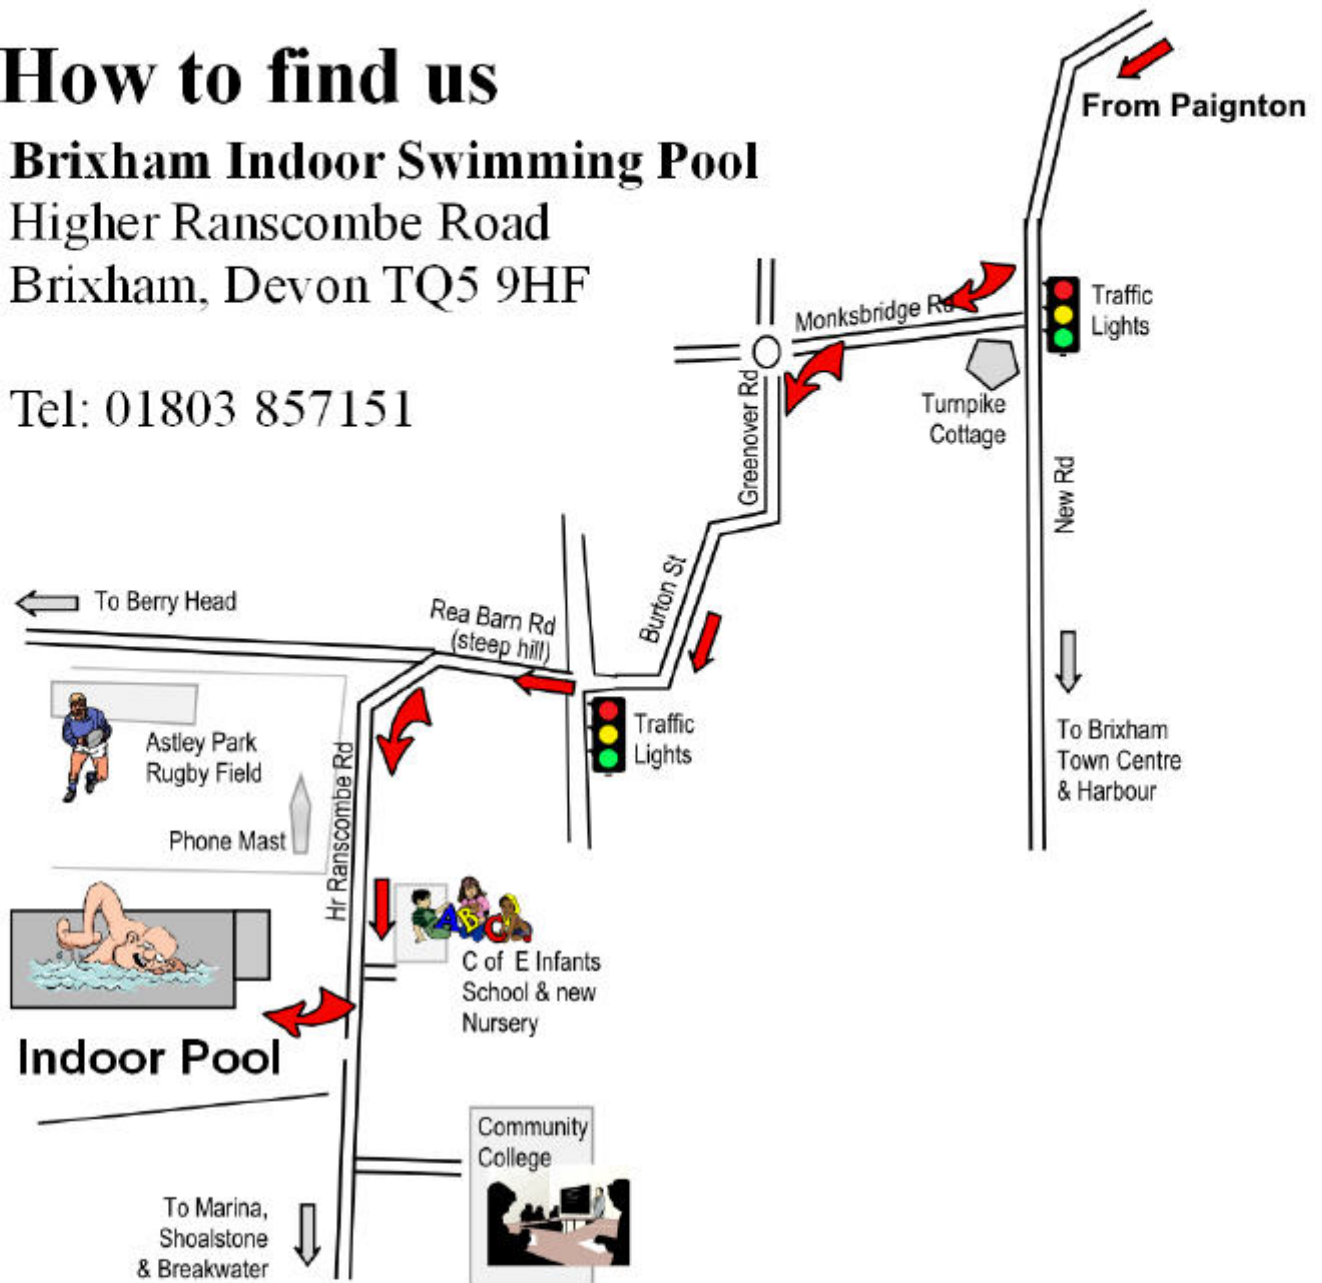 How to find us
Brixham Indoor Swimming Pool
Higher Ranscombe Road
Brixham, Devon TQ5 9HF
Tel: 01803 857151
From Paignton
Traffic
Lights
Monksbridge Rd
Turnpike
Cottage
Greenover Rd
New Rd
Burton St
To Berry Head
Rea Barn Rd
(steep hill)
Traffic
Lights
To Brixham
Town Centre
& Harbour
Astley Park
Rugby Field
Phone Mast
Hr Ranscombe Rd
ABC
C of E Infants
School & new
Nursery
Indoor Pool
Community
College
To Marina,
Shoalstone
& Breakwater